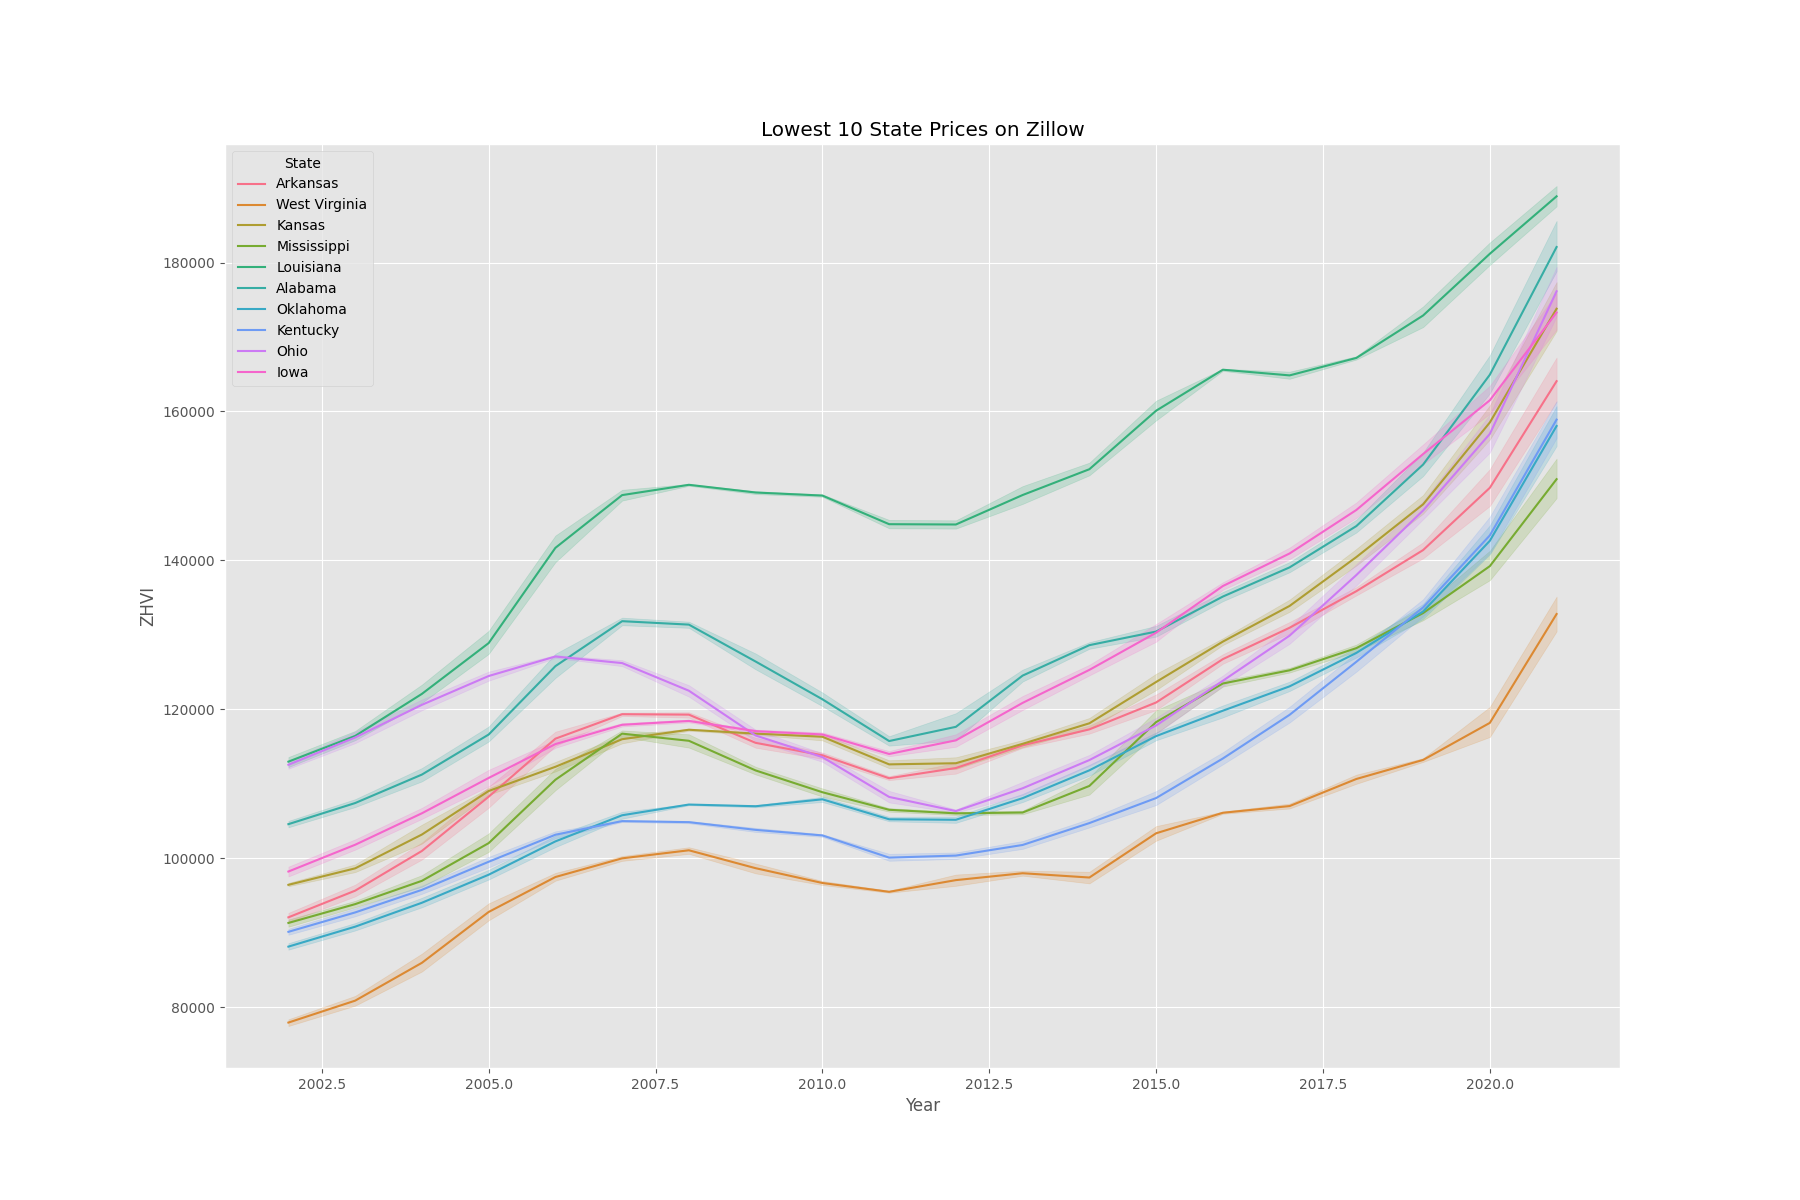 Lowest 10 State Prices on Zillow
State
Arkansas
West Virginia
Kansas
Mississippi
Louisiana
Alabama
Oklahoma
Kentucky
Ohio
Iowa
180000
160000
140000
120000
100000
80000
ZHVI
2002.5 2005.0 2007.5 2010.0 2012.5 2015.0 2017.5 2020.0
Year